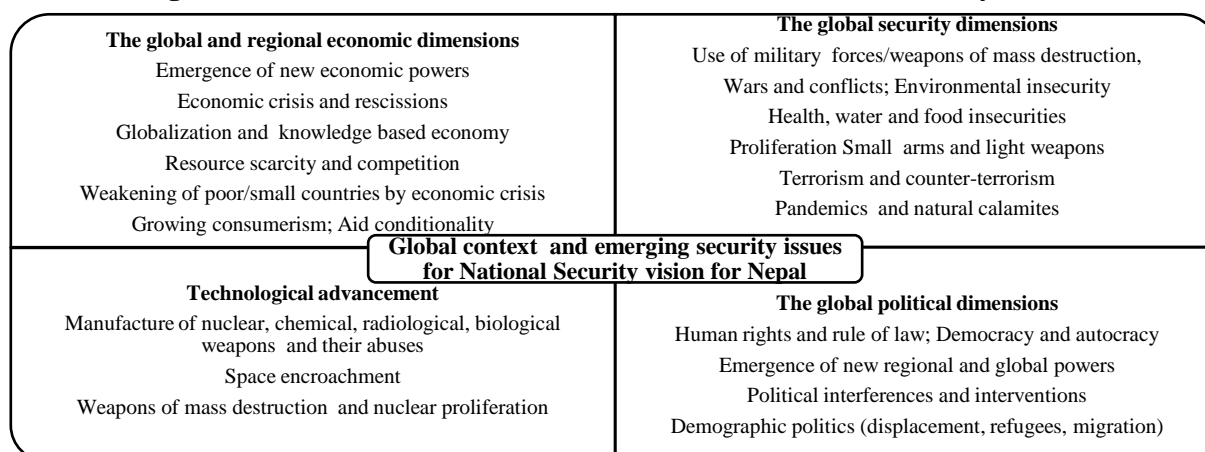 The global and regional economic dimensions
Emergence of new economic powers
Economic crisis and rescissions
Globalization and knowledge based economy
Resource scarcity and competition
Weakening of poor/small countries by economic crisis
Growing consumerism; Aid conditionality
The global security dimensions
Use of military forces/weapons of mass destruction,
Wars and conflicts; Environmental insecurity
Health, water and food insecurities
Proliferation Small arms and light weapons
Terrorism and counter-terrorism
Pandemics and natural calamites
Global context and emerging security issues
for National Security vision for Nepal
Technological advancement
Manufacture of nuclear, chemical, radiological, biological
weapons and their abuses
Space encroachment
Weapons of mass destruction and nuclear proliferation
The global political dimensions
Human rights and rule of law; Democracy and autocracy
Emergence of new regional and global powers
Political interferences and interventions
Demographic politics (displacement, refugees, migration)